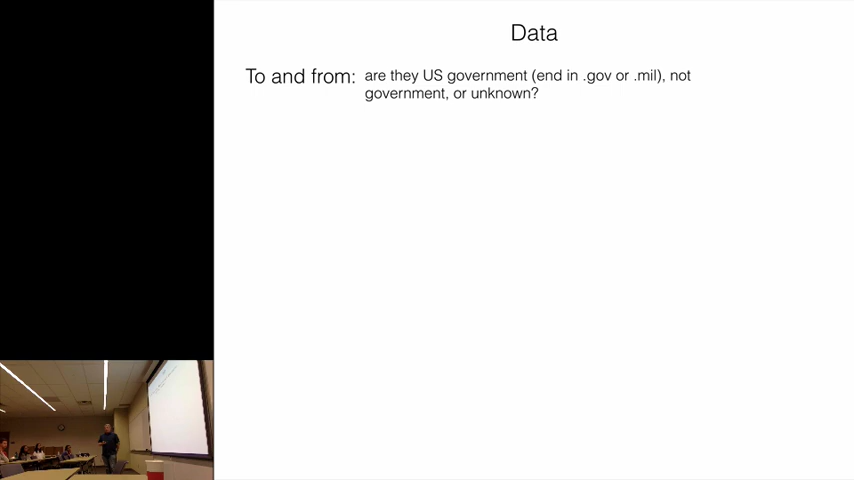 Data
To and from: are they US government (end in .gov or .mil), not
government, or unknown?